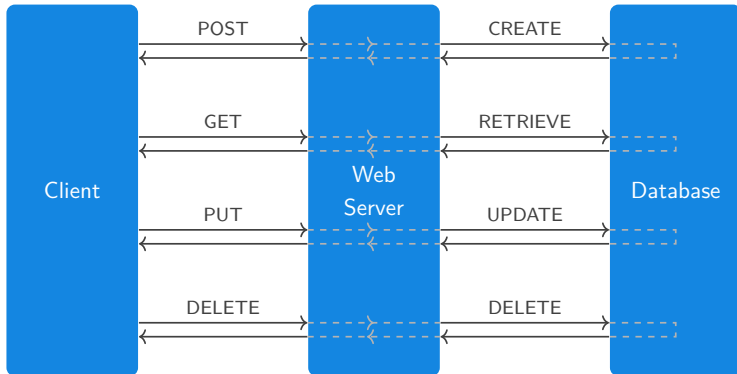 POST
CREATE
GET
RETRIEVE
Client
Web
Server
Database
PUT
UPDATE
DELETE
DELETE